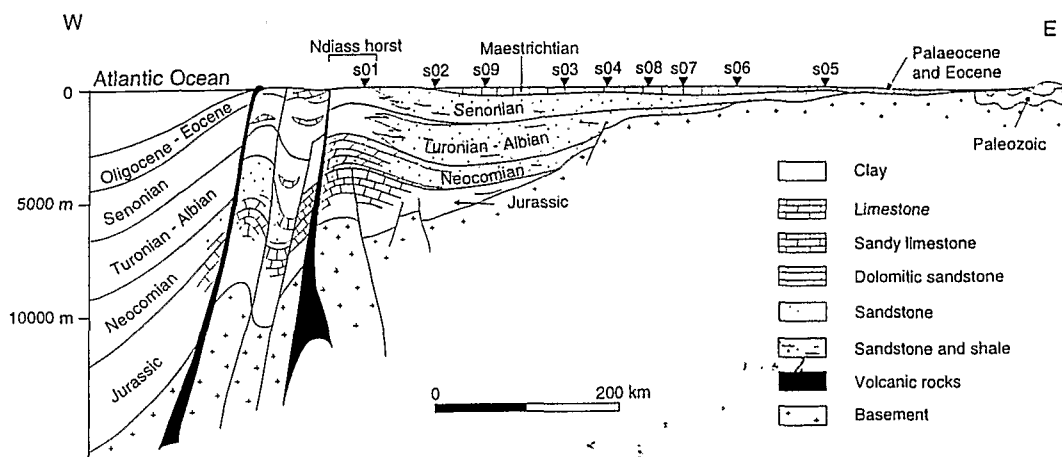 W
E
Ndiass horst
Maestrichtian
s01 s02 s09 s03 s04 s08 s07 s06 s05
Palaeocene
and Eocene
Atlantic Ocean
0
5000 m
10000 m
Oligocene - Eocene
Senonian
Turonian - Albian
Neocomian
Jurassic
Senonian
Turonian - Albian
Neocomian
Jurassic
Paleozoic
Clay
Limestone
Sandy limestone
Dolomitic sandstone
Sandstone
Sandstone and shale
Volcanic rocks
Basement
0 200 km